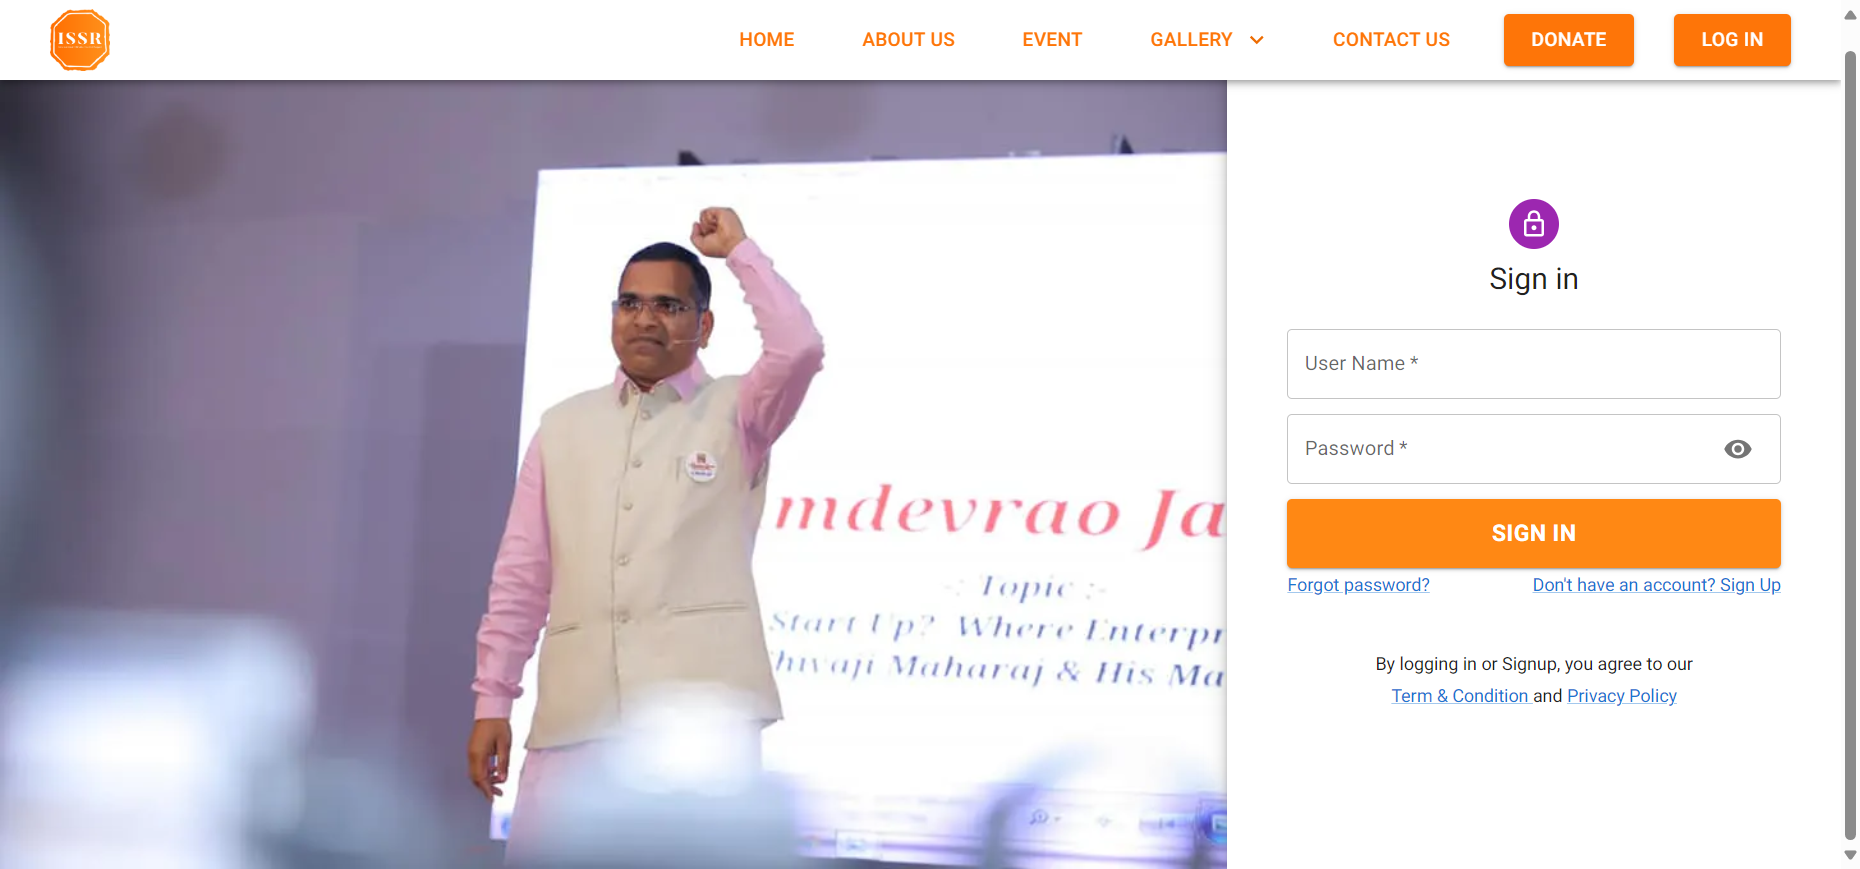 ISSR
HOME
ABOUT US
EVENT
GALLERY
CONTACT US
DONATE
LOG IN
mdevrao Ja
-: Topic :-
Start Up? Where Enterpr
hivaji Maharaj & His Ma
Sign in
User Name *
Password *
SIGN IN
Forgot password?
Don't have an account? Sign Up
By logging in or Signup, you agree to our
Term & Condition and Privacy Policy